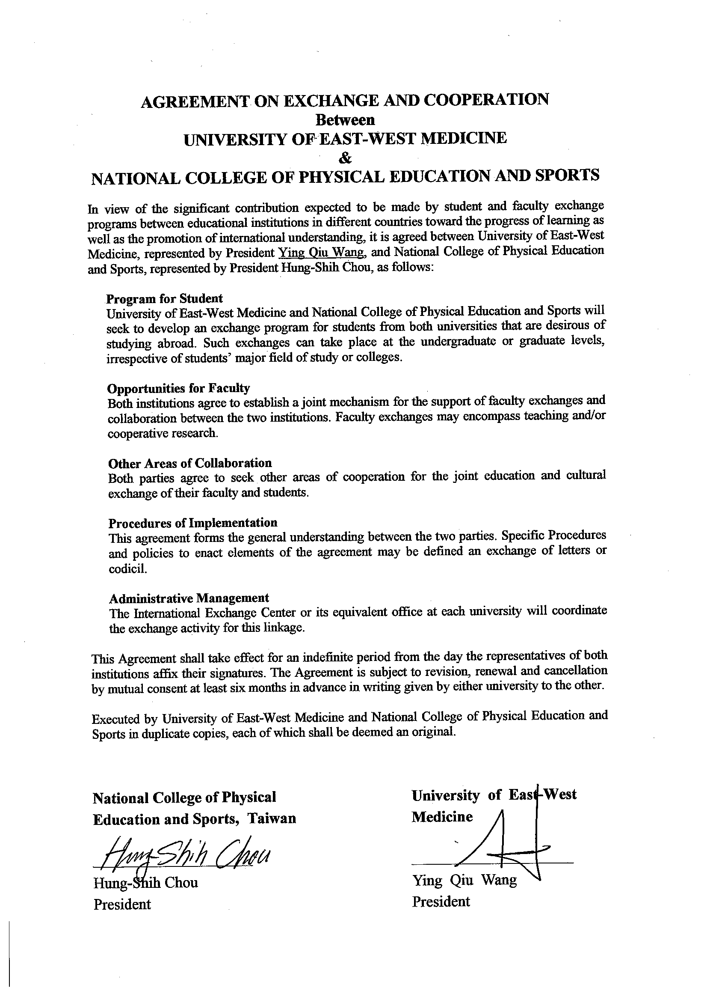 AGREEMENT ON EXCHANGE AND COOPERATION
Between
UNIVERSITY OF EAST-WEST MEDICINE
&
NATIONAL COLLEGE OF PHYSICAL EDUCATION AND SPORTS
In view of the significant contribution expected to be made by student and faculty exchange
programs between educational institutions in different countries toward the progress of learning as
well as the promotion of international understanding, it is agreed between University of East-West
Medicine, represented by President Ying Qiu Wang, and National College of Physical Education
and Sports, represented by President Hung-Shih Chou, as follows:
Program for Student
University of East-West Medicine and National College of Physical Education and Sports will
seek to develop an exchange program for students from both universities that are desirous of
studying abroad. Such exchanges can take place at the undergraduate or graduate levels,
irrespective of students' major field of study or colleges.
Opportunities for Faculty
Both institutions agree to establish a joint mechanism for the support of faculty exchanges and
collaboration between the two institutions. Faculty exchanges may encompass teaching and/or
cooperative research.
Other Areas of Collaboration
Both parties agree to seek other areas of cooperation for the joint education and cultural
exchange of their faculty and students.
Procedures of Implementation
This agreement forms the general understanding between the two parties. Specific Procedures
and policies to enact elements of the agreement may be defined an exchange of letters or
codicil.
Administrative Management
The International Exchange Center or its equivalent office at each university will coordinate
the exchange activity for this linkage.
This Agreement shall take effect for an indefinite period from the day the representatives of both
institutions affix their signatures. The Agreement is subject to revision, renewal and cancellation
by mutual consent at least six months in advance in writing given by either university to the other.
Executed by University of East-West Medicine and National College of Physical Education and
Sports in duplicate copies, each of which shall be deemed an original.
National College of Physical
Education and Sports, Taiwan
Hung-Shih Chou
Hung-Shih Chou
President
University of East-West
Medicine
Ying Qiu Wang
President